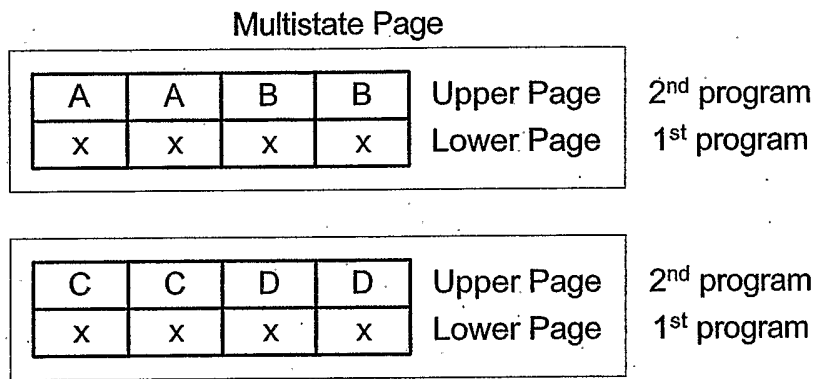 Multistate Page
A A B B Upper Page 2nd program
x x x x Lower Page 1st program
C C D D Upper Page 2nd program
x x x x Lower Page 1st program